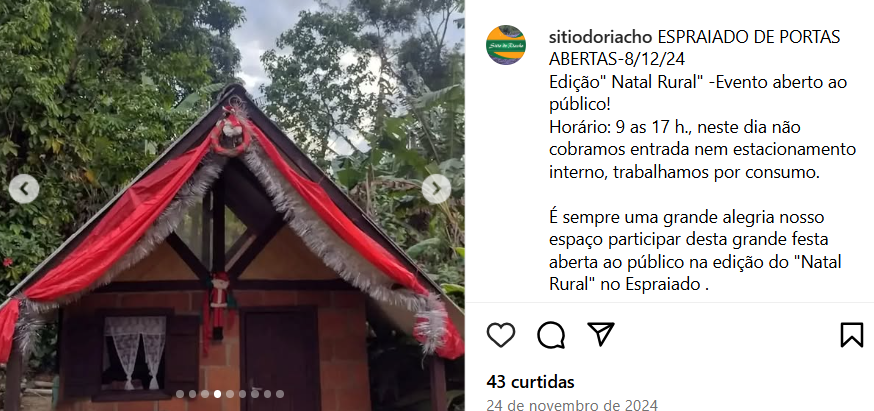 sitiodoriacho ESPRAIADO DE PORTAS
ABERTAS-8/12/24
Edição" Natal Rural" -Evento aberto ao
público!
Horário: 9 as 17 h., neste dia não
cobramos entrada nem estacionamento
interno, trabalhamos por consumo.
É sempre uma grande alegria nosso
espaço participar desta grande festa
aberta ao público na edição do "Natal
Rural" no Espraiado .
43 curtidas
24 de novembro de 2024